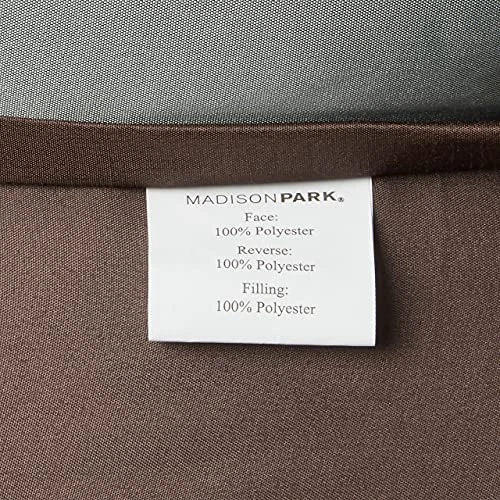 MADISONPARK®
Face:
100% Polyester
Reverse:
100% Polyester
Filling:
100% Polyester